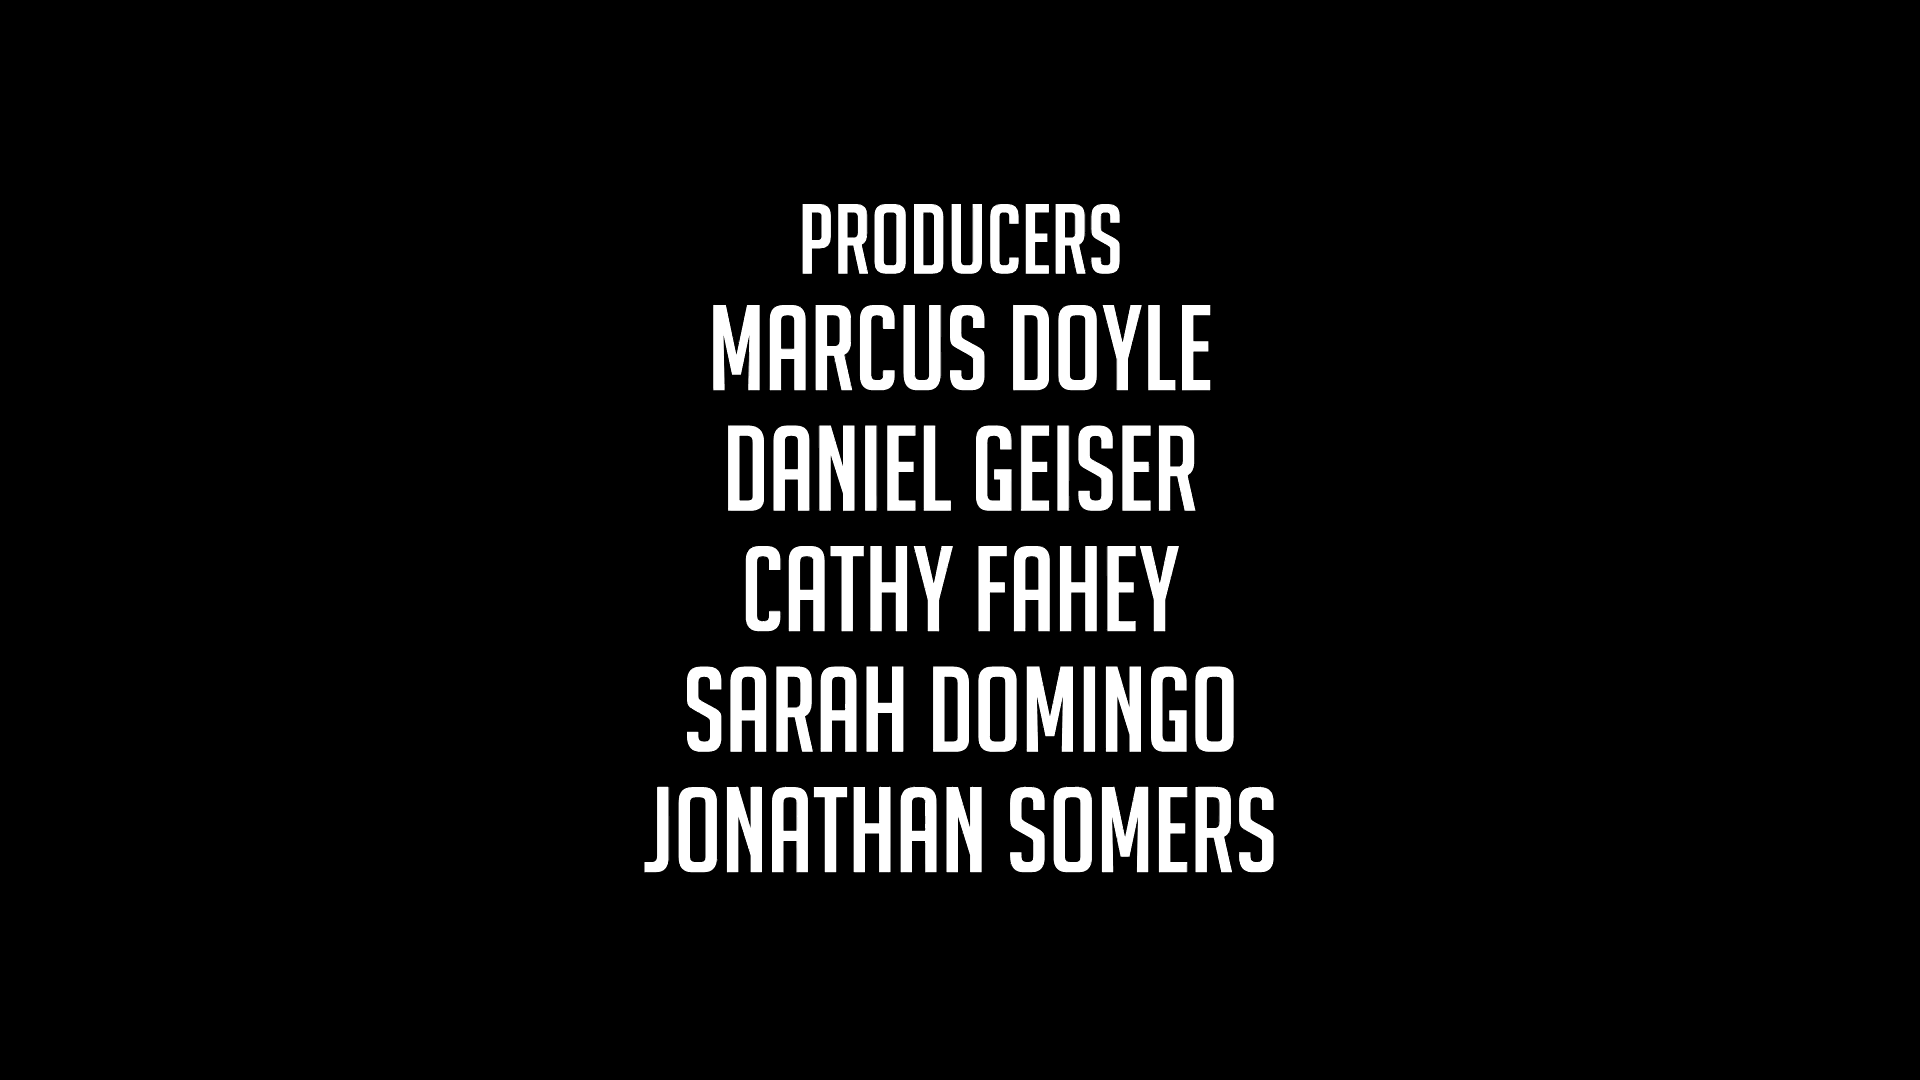 PRODUCERS
MARCUS DOYLE
DANIEL GEISER
CATHY FAHEY
SARAH DOMINGO
JONATHAN SOMERS